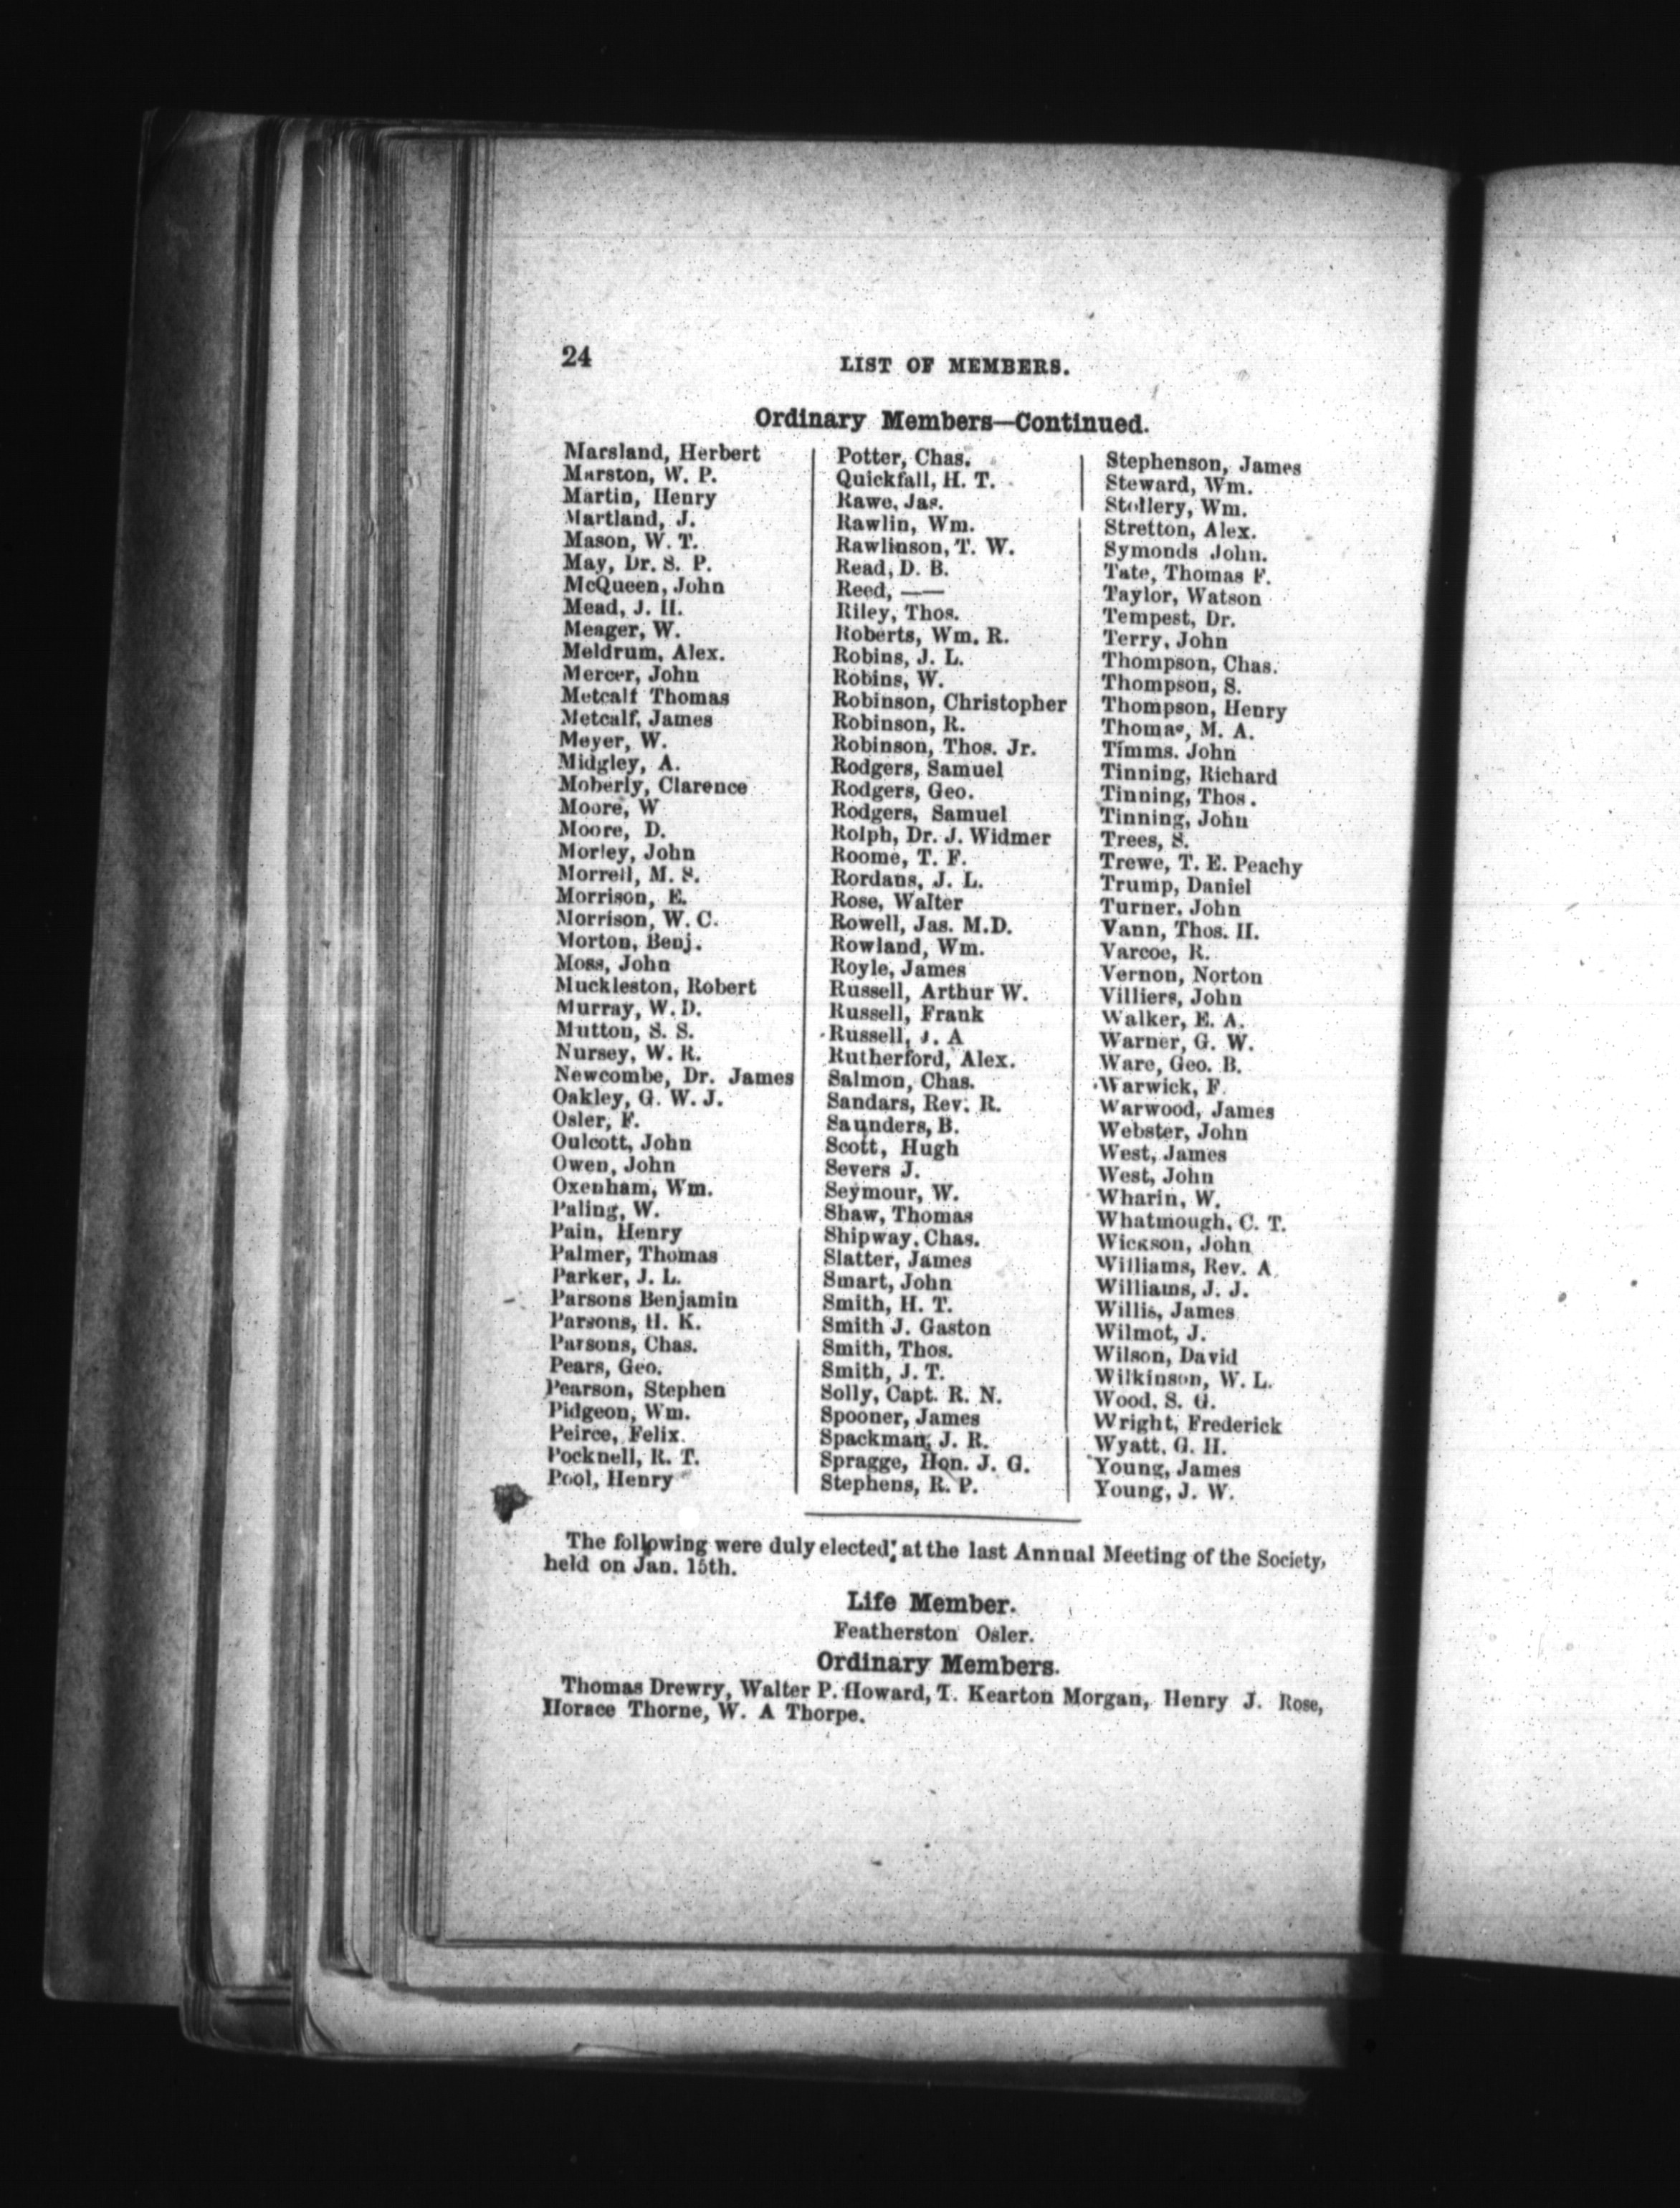 24
LIST OF MEMBERS.
Ordinary Members—Continued.
Marsland, Herbert
Marston, W. P.
Martin, Henry
Martland, J.
Mason, W. T.
May, Dr. S. P.
McQueen, John
Mead, J. H.
Meager, W.
Meldrum, Alex.
Mercer, John
Metcalf Thomas
Metcalf, James
Meyer, W.
Midgley, A.
Moberly, Clarence
Moore, W
Moore, D.
Morley, John
Morrell, M. S.
Morrison, E.
Morrison, W. C.
Morton, Benj.
Moss, John
Muckleston, Robert
Murray, W. D.
Mutton, S. S.
Nursey, W. R.
Newcombe, Dr. James
Oakley, G. W. J.
Osler, F.
Oulcott, John
Owen, John
Oxenham, Wm.
Paling, W.
Pain, Henry
Palmer, Thomas
Parker, J. L.
Parsons Benjamin
Parsons, H. K.
Parsons, Chas.
Pears, Geo.
Pearson, Stephen
Pidgeon, Wm.
Peirce, Felix.
Pocknell, R. T.
Pool, Henry
Potter, Chas.
Quickfall, H. T.
Rawe, Jas.
Rawlin, Wm.
Rawlinson, T. W.
Read, D. B.
Reed, ——
Riley, Thos.
Roberts, Wm. R.
Robins, J. L.
Robins, W.
Robinson, Christopher
Robinson, R.
Robinson, Thos. Jr.
Rodgers, Samuel
Rodgers, Geo.
Rodgers, Samuel
Rolph, Dr. J. Widmer
Roome, T. F.
Rordans, J. L.
Rose, Walter
Rowell, Jas. M.D.
Rowland, Wm.
Royle, James
Russell, Arthur W.
Russell, Frank
Russell, J. A
Rutherford, Alex.
Salmon, Chas.
Sandars, Rev. R.
Saunders, B.
Scott, Hugh
Severs J.
Seymour, W.
Shaw, Thomas
Shipway, Chas.
Slatter, James
Smart, John
Smith, H. T.
Smith J. Gaston
Smith, Thos.
Smith, J. T.
Solly, Capt. R. N.
Spooner, James
Spackman, J. R.
Spragge, Hon. J. G.
Stephens, R. P.
Stephenson, James
Steward, Wm.
Stollery, Wm.
Stretton, Alex.
Symonds John.
Tate, Thomas F.
Taylor, Watson
Tempest, Dr.
Terry, John
Thompson, Chas.
Thompson, S.
Thompson, Henry
Thomas, M. A.
Timms. John
Tinning, Richard
Tinning, Thos.
Tinning, John
Trees, S.
Trewe, T. E. Peachy
Trump, Daniel
Turner, John
Vann, Thos. H.
Varcoe, R.
Vernon, Norton
Villiers, John
Walker, E. A.
Warner, G. W.
Ware, Geo. B.
Warwick, F.
Warwood, James
Webster, John
West, James
West, John
Wharin, W.
Whatmough, C. T.
Wickson, John
Williams, Rev. A.
Williams, J. J.
Willis, James
Wilmot, J.
Wilson, David
Wilkinson, W. L.
Wood, S. G.
Wright, Frederick
Wyatt, G. H.
Young, James
Young, J. W.
The following were duly elected, at the last Annual Meeting of the Society,
held on Jan. 15th.
Life Member.
Featherston Osler.
Ordinary Members.
Thomas Drewry, Walter P. Howard, T. Kearton Morgan, Henry J. Rose,
Horace Thorne, W. A Thorpe.